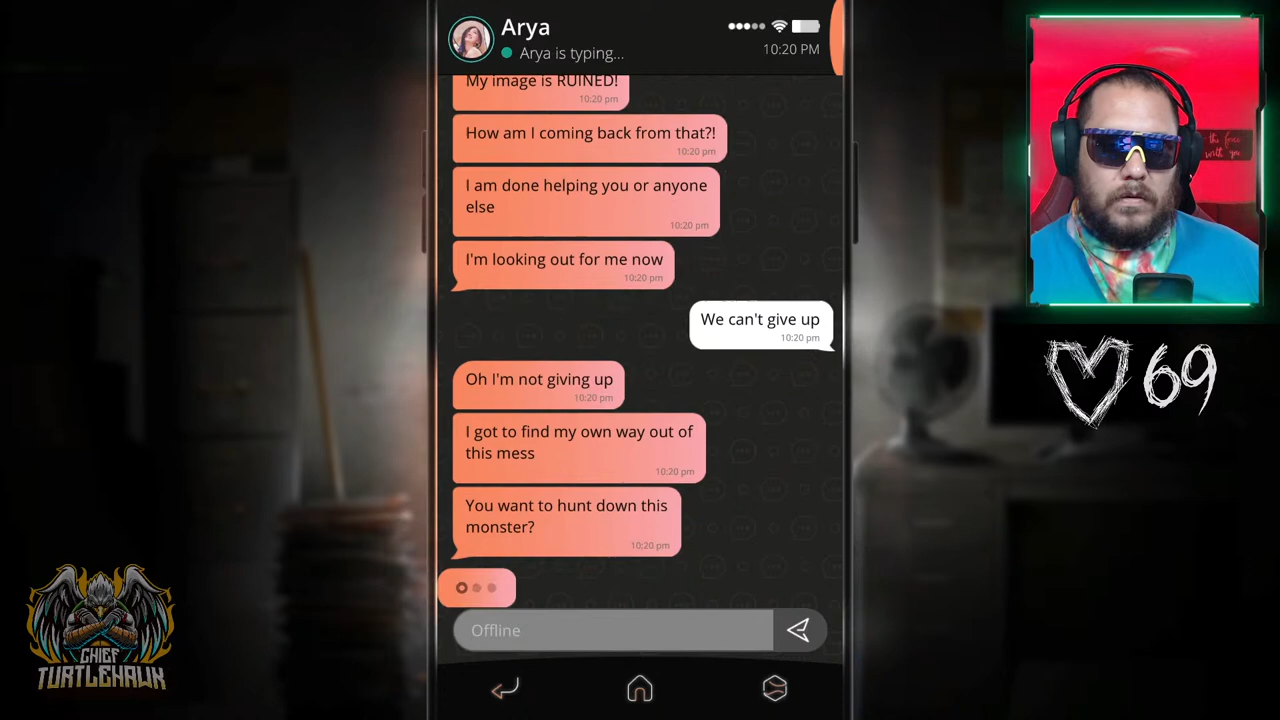 Arya
Arya is typing...
10:20 PM
My image is RUINED!
10:20 pm
How am I coming back from that?!
10:20 pm
I am done helping you or anyone
else
10:20 pm
I'm looking out for me now
10:20 pm
We can't give up
10:20 pm
Oh I'm not giving up
10:20 pm
I got to find my own way out of
this mess
10:20 pm
You want to hunt down this
monster?
10:20 pm
Offline
the force
with you
69
CHIEF
TURTLEHAWK